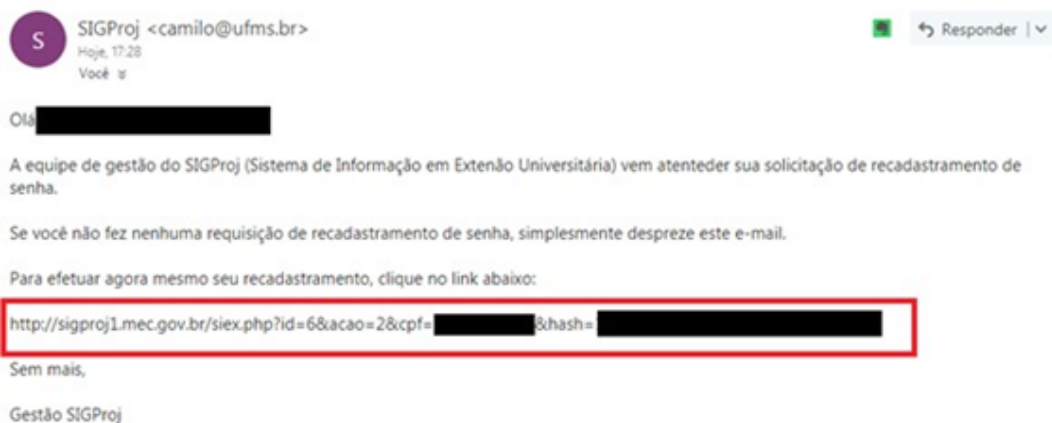 S
SIGProj <camilo@ufms.br>
Hoje, 17:28
Você
Responder
Olá
A equipe de gestão do SIGProj (Sistema de Informação em Extenão Universitária) vem atenteder sua solicitação de recadastramento de
senha.
Se você não fez nenhuma requisição de recadastramento de senha, simplesmente despreze este e-mail.
Para efetuar agora mesmo seu recadastramento, clique no link abaixo:
http://sigproj1.mec.gov.br/siex.php?id=6&acao=2&cpf= &hash=
Sem mais,
Gestão SIGProj